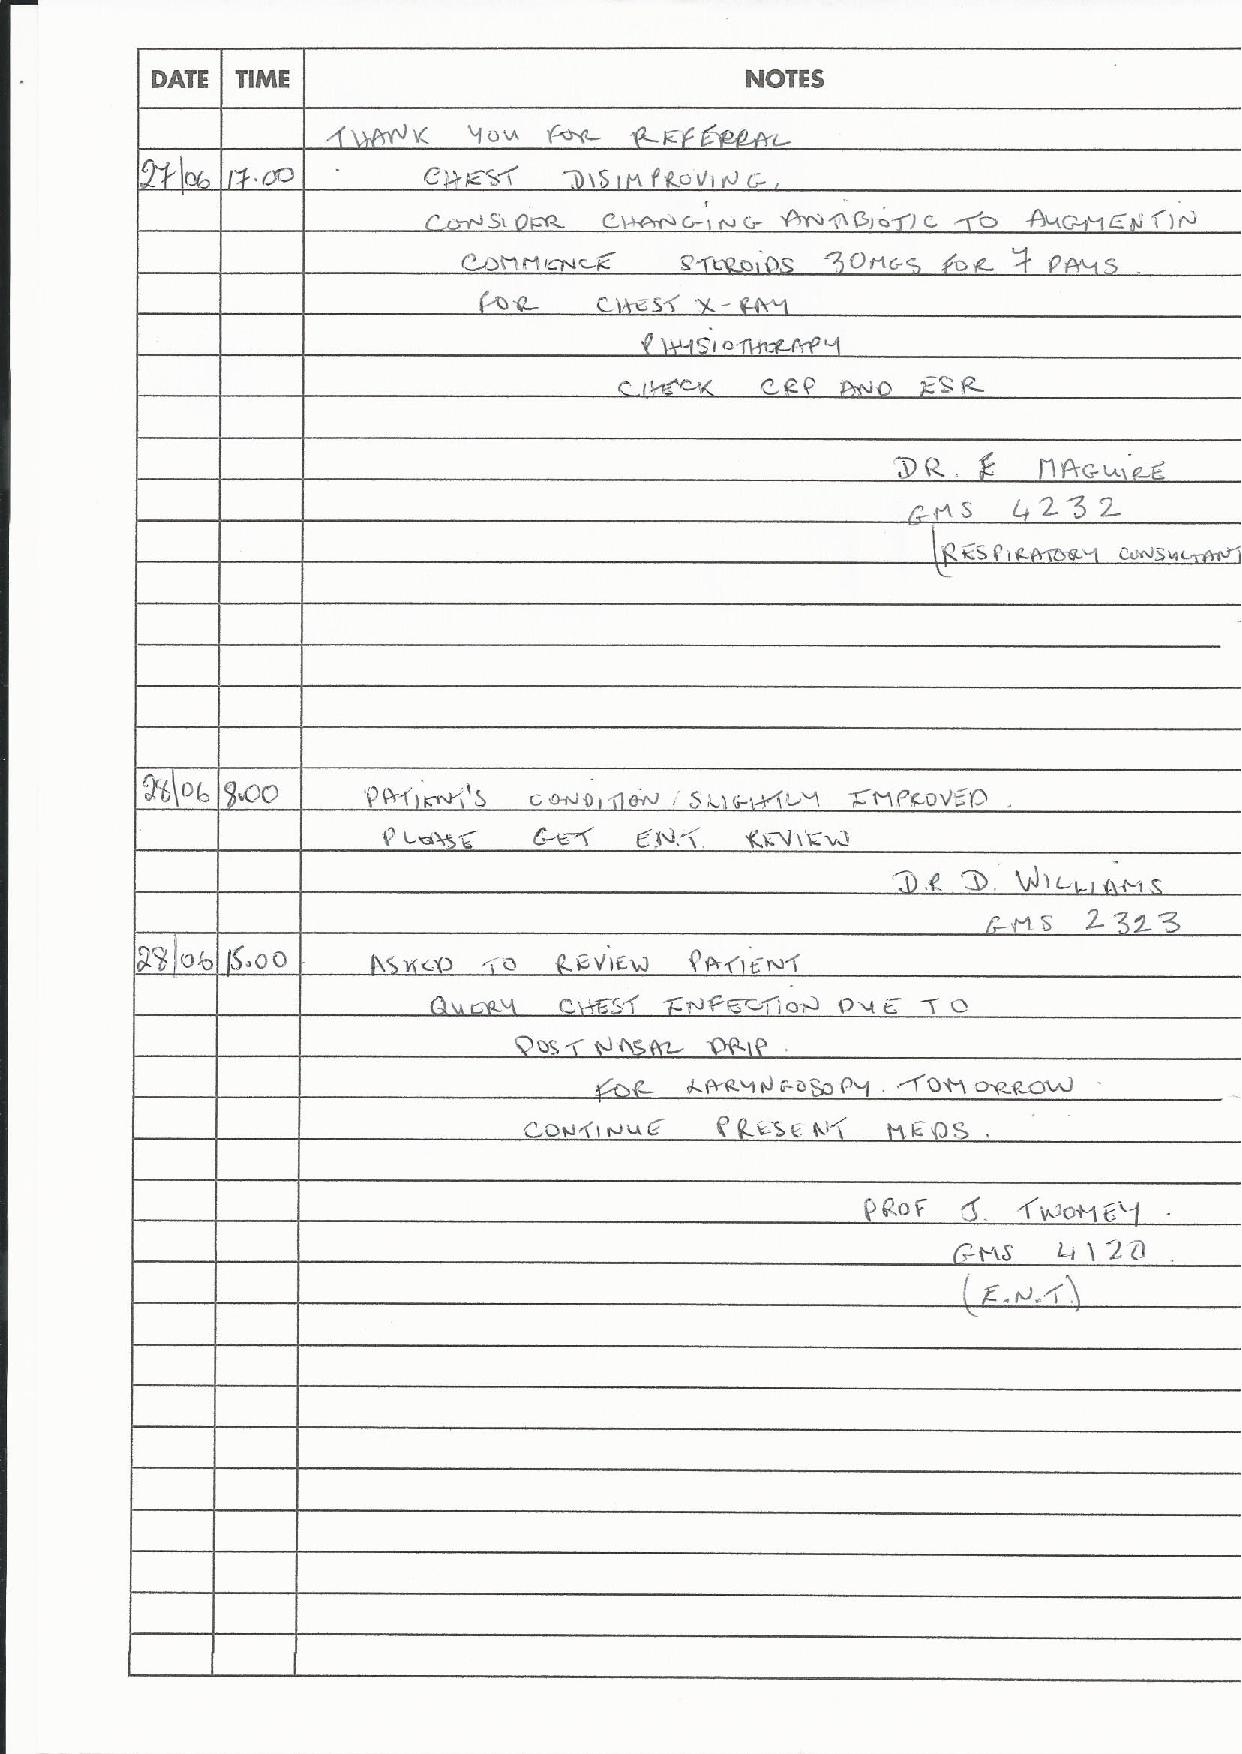 DATE TIME NOTES
THANK YOU FOR REFERRAL
27/06 17.00 CHEST DISIMPROVING.
CONSIDER CHANGING ANTIBIOTIC TO AUGMENTIN
COMMENCE STEROIDS 30MGS FOR 7 DAYS
FOR CHEST X-RAY
PHYSIOTHERAPY
CHECK CRP AND ESR
DR. E MAGUIRE
GMS 4232
(RESPIRATORY CONSULTANT
28/06 8.00 PATIENT'S CONDITION SLIGHTLY IMPROVED.
PLEASE GET E.N.T. REVIEW
DR D. WILLIAMS
GMS 2323
28/06 15.00 ASKED TO REVIEW PATIENT
QUERY CHEST INFECTION DUE TO
POST NASAL DRIP.
FOR LARYNGOSOPY. TOMORROW
CONTINUE PRESENT MEDS.
PROF J. TWOMEY.
GMS 4120.
(E.N.T.)